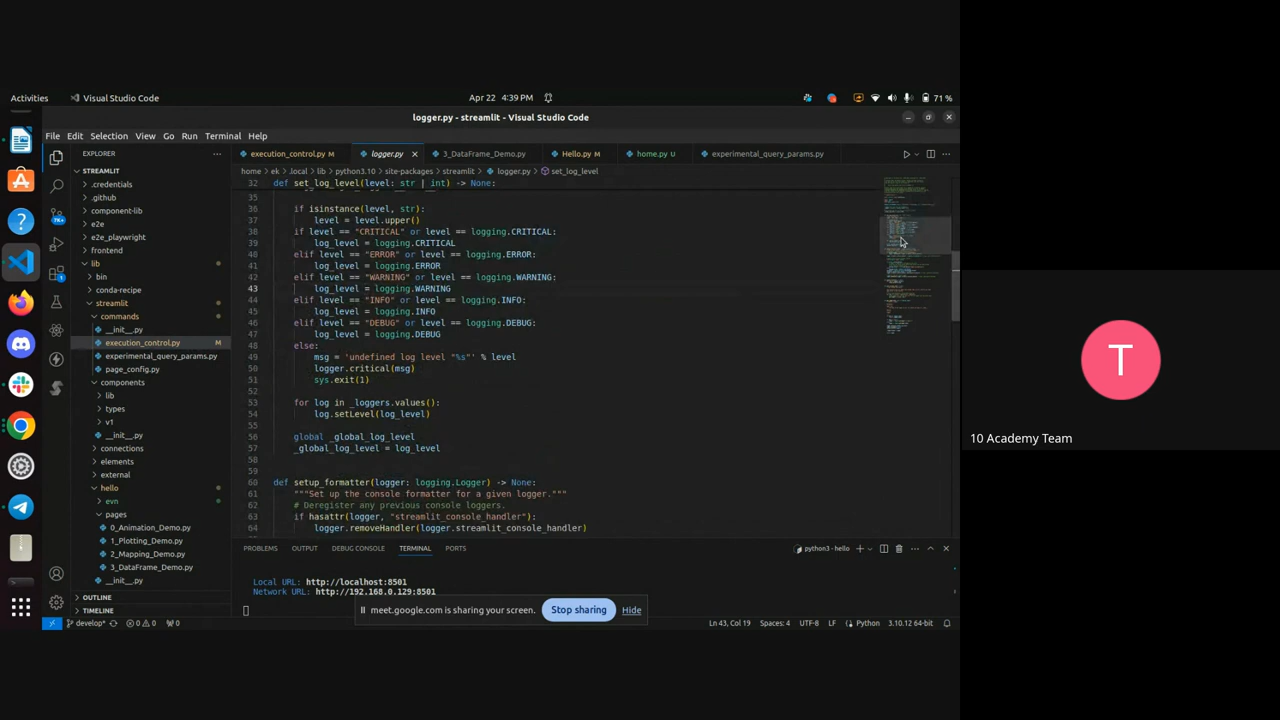 Activities
Visual Studio Code
Apr 22 4:39 PM
71 %
logger.py - streamlit - Visual Studio Code
File Edit Selection View Go Run Terminal Help
EXPLORER
execution_control.py M
logger.py
3_DataFrame_Demo.py
Hello.py M
home.py U
experimental_query_params.py
home > ek > .local > lib > python3.10 > site-packages > streamlit > logger.py > set_log_level
STREAMLIT
.credentials
.github
component-lib
e2e
e2e_playwright
frontend
lib
bin
conda-recipe
streamlit
commands
__init__.py
execution_control.py M
experimental_query_params.py
page_config.py
components
lib
types
v1
__init__.py
connections
elements
external
hello
evn
pages
0_Animation_Demo.py
1_Plotting_Demo.py
2_Mapping_Demo.py
3_DataFrame_Demo.py
__init__.py
OUTLINE
TIMELINE
7K+
1
32 def set_log_level(level: str | int) -> None:
35
36 if isinstance(level, str):
37 level = level.upper()
38 if level == "CRITICAL" or level == logging.CRITICAL:
39 log_level = logging.CRITICAL
40 elif level == "ERROR" or level == logging.ERROR:
41 log_level = logging.ERROR
42 elif level == "WARNING" or level == logging.WARNING:
43 log_level = logging.WARNING
44 elif level == "INFO" or level == logging.INFO:
45 log_level = logging.INFO
46 elif level == "DEBUG" or level == logging.DEBUG:
47 log_level = logging.DEBUG
48 else:
49 msg = 'undefined log level "%s"' % level
50 logger.critical(msg)
51 sys.exit(1)
52
53 for log in _loggers.values():
54 log.setLevel(log_level)
55
56 global _global_log_level
57 _global_log_level = log_level
58
59
60 def setup_formatter(logger: logging.Logger) -> None:
61 """Set up the console formatter for a given logger."""
62 # Deregister any previous console loggers.
63 if hasattr(logger, "streamlit_console_handler"):
64 logger.removeHandler(logger.streamlit_console_handler)
PROBLEMS OUTPUT DEBUG CONSOLE TERMINAL PORTS
python3 - hello
Local URL: http://localhost:8501
Network URL: http://192.168.0.129:8501
meet.google.com is sharing your screen.
Stop sharing
Hide
develop*
0 0
0
Ln 43, Col 19 Spaces: 4 UTF-8 LF Python 3.10.12 64-bit
T
10 Academy Team